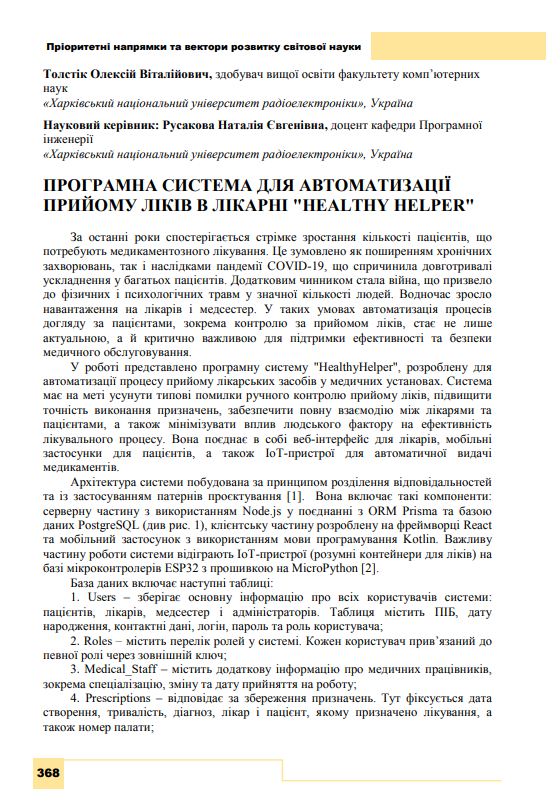 Пріоритетні напрямки та вектори розвитку світової науки
Толстік Олексій Віталійович, здобувач вищої освіти факультету комп’ютерних
наук
«Харківський національний університет радіоелектроніки», Україна
Науковий керівник: Русакова Наталія Євгенівна, доцент кафедри Програмної
інженерії
«Харківський національний університет радіоелектроніки», Україна
ПРОГРАМНА СИСТЕМА ДЛЯ АВТОМАТИЗАЦІЇ
ПРИЙОМУ ЛІКІВ В ЛІКАРНІ "HEALTHY HELPER"
За останні роки спостерігається стрімке зростання кількості пацієнтів, що
потребують медикаментозного лікування. Це зумовлено як поширенням хронічних
захворювань, так і наслідками пандемії COVID-19, що спричинила довготривалі
ускладнення у багатьох пацієнтів. Додатковим чинником стала війна, що призвело
до фізичних і психологічних травм у значної кількості людей. Водночас зросло
навантаження на лікарів і медсестер. У таких умовах автоматизація процесів
догляду за пацієнтами, зокрема контролю за прийомом ліків, стає не лише
актуальною, а й критично важливою для підтримки ефективності та безпеки
медичного обслуговування.
У роботі представлено програмну систему "HealthyHelper", розроблену для
автоматизації процесу прийому лікарських засобів у медичних установах. Система
має на меті усунути типові помилки ручного контролю прийому ліків, підвищити
точність виконання призначень, забезпечити повну взаємодію між лікарями та
пацієнтами, а також мінімізувати вплив людського фактору на ефективність
лікувального процесу. Вона поєднає в собі веб-інтерфейс для лікарів, мобільні
застосунки для пацієнтів, а також IoT-пристрої для автоматичної видачі
медикаментів.
Архітектура системи побудована за принципом розділення відповідальностей
та із застосуванням патернів проєктування [1].  Вона включає такі компоненти:
серверну частину з використанням Node.js у поєднанні з ORM Prisma та базою
даних PostgreSQL (див рис. 1), клієнтську частину розроблену на фреймворці React
та мобільний застосунок з використанням мови програмування Kotlin. Важливу
частину роботи системи відіграють IoT-пристрої (розумні контейнери для ліків) на
базі мікроконтролерів ESP32 з прошивкою на MicroPython [2].
База даних включає наступні таблиці:
1. Users – зберігає основну інформацію про всіх користувачів системи:
пацієнтів, лікарів, медсестер і адміністраторів. Таблиця містить ПІБ, дату
народження, контактні дані, логін, пароль та роль користувача;
2. Roles – містить перелік ролей у системі. Кожен користувач прив’язаний до
певної ролі через зовнішній ключ;
3. Medical_Staff – містить додаткову інформацію про медичних працівників,
зокрема спеціалізацію, зміну та дату прийняття на роботу;
4. Prescriptions – відповідає за збереження призначень. Тут фіксується дата
створення, тривалість, діагноз, лікар і пацієнт, якому призначено лікування, а
також номер палати;
368